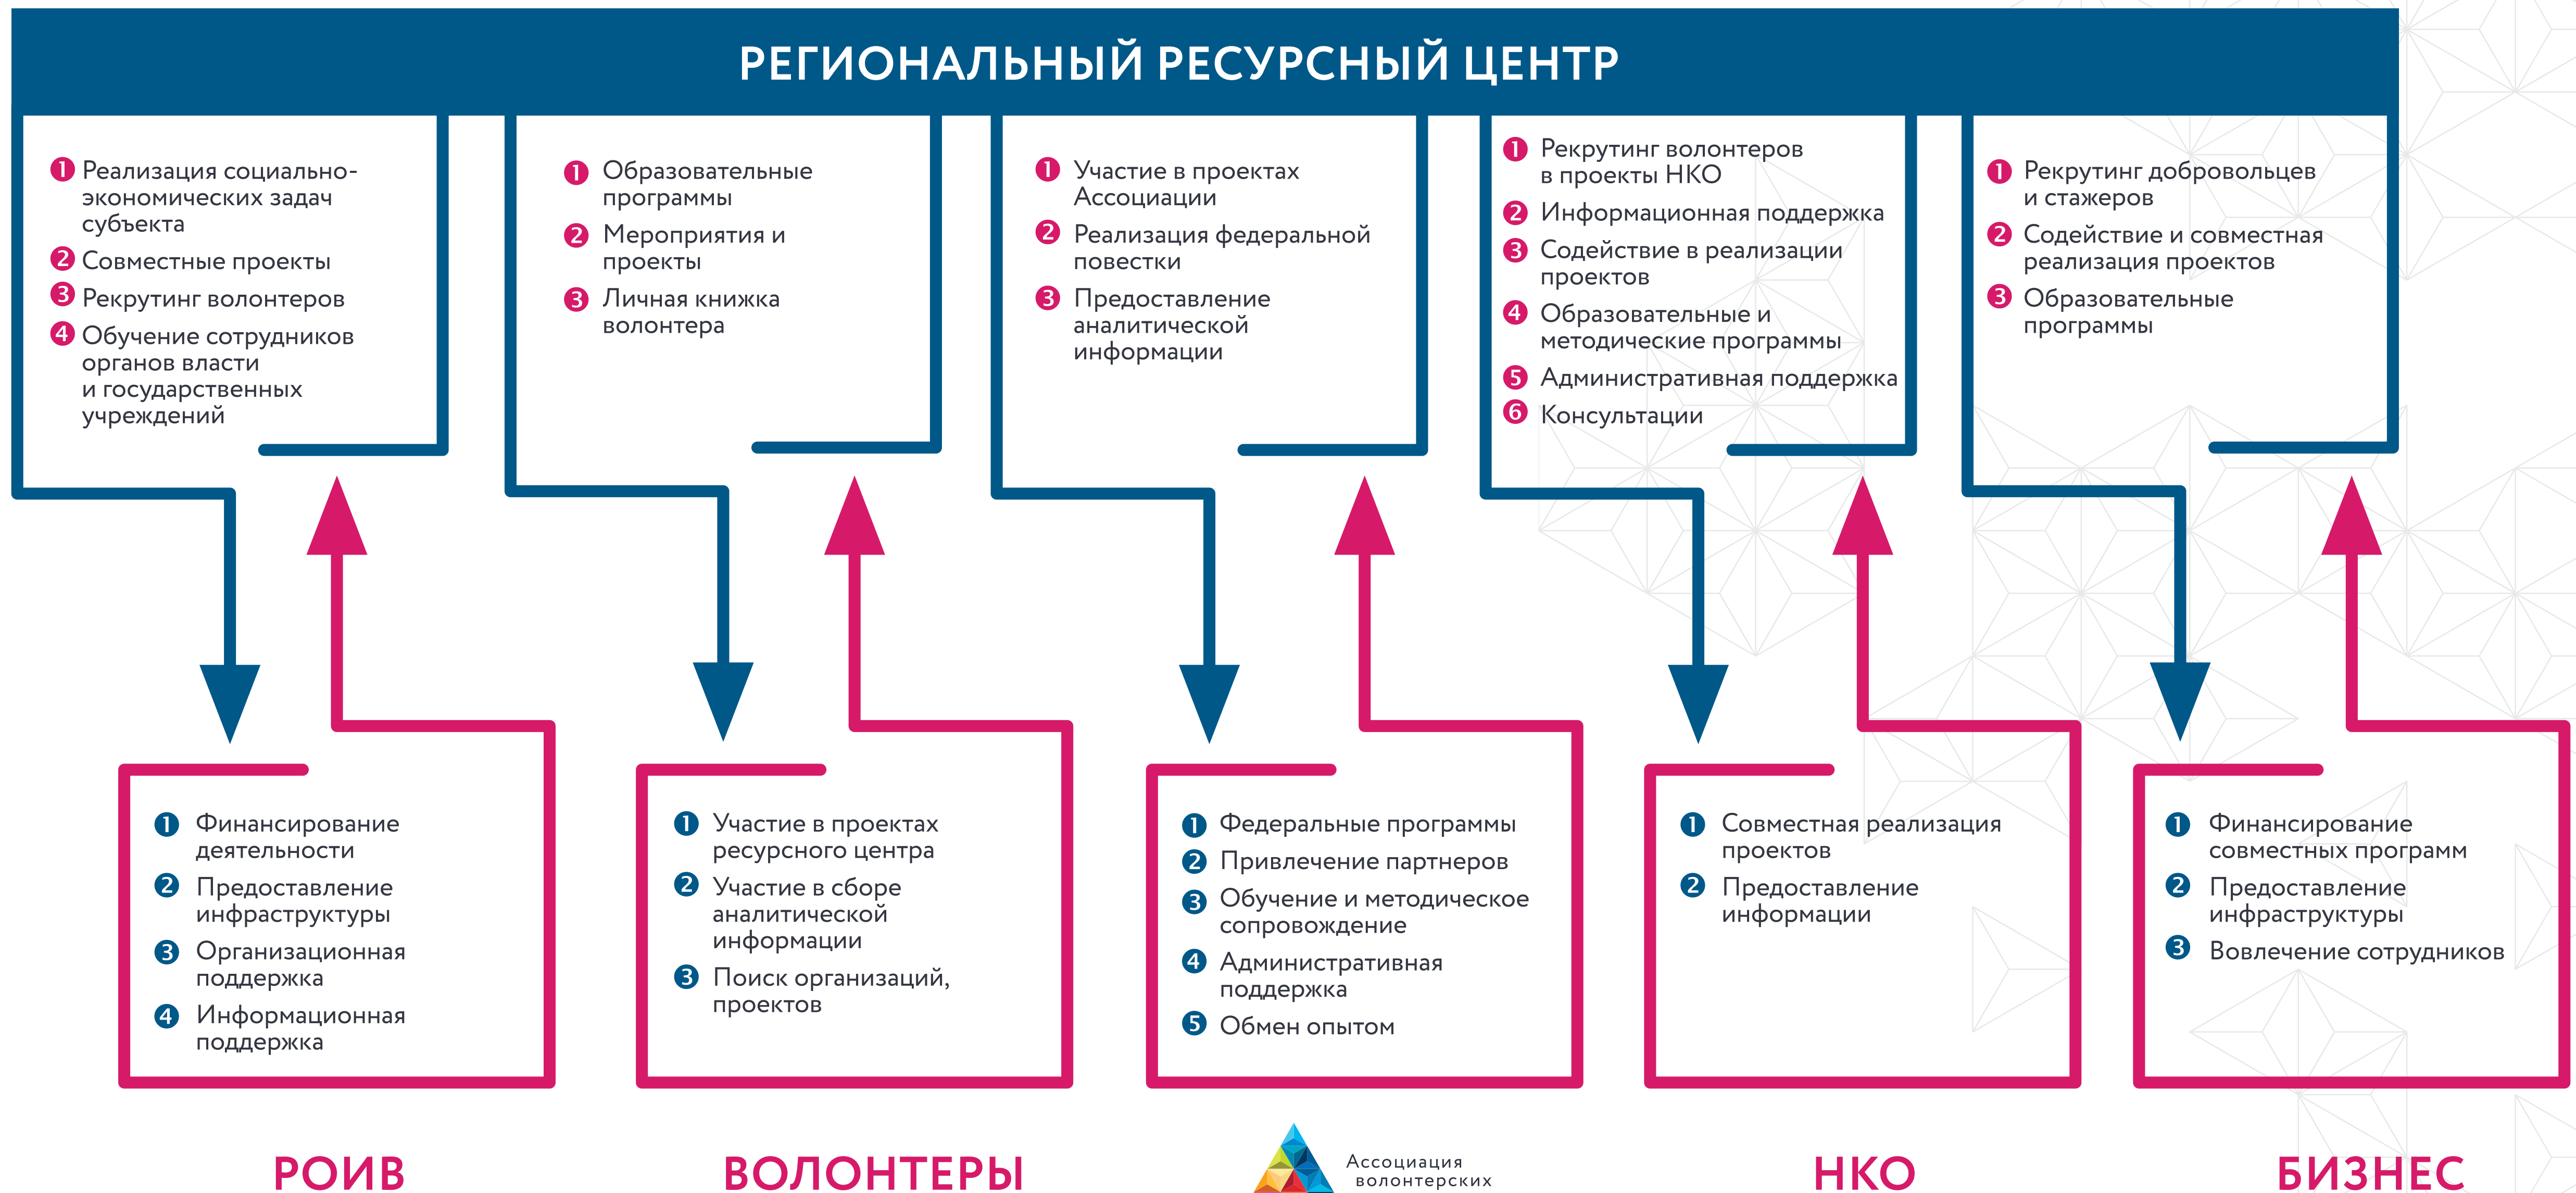 РЕГИОНАЛЬНЫЙ РЕСУРСНЫЙ ЦЕНТР
1 Реализация социально-
экономических задач
субъекта
2 Совместные проекты
3 Рекрутинг волонтеров
4 Обучение сотрудников
органов власти
и государственных
учреждений
1 Образовательные
программы
2 Мероприятия и
проекты
3 Личная книжка
волонтера
1 Участие в проектах
Ассоциации
2 Реализация федеральной
повестки
3 Предоставление
аналитической
информации
1 Рекрутинг волонтеров
в проекты НКО
2 Информационная поддержка
3 Содействие в реализации
проектов
4 Образовательные и
методические программы
5 Административная поддержка
6 Консультации
1 Рекрутинг добровольцев
и стажеров
2 Содействие и совместная
реализация проектов
3 Образовательные
программы
1 Финансирование
деятельности
2 Предоставление
инфраструктуры
3 Организационная
поддержка
4 Информационная
поддержка
1 Участие в проектах
ресурсного центра
2 Участие в сборе
аналитической
информации
3 Поиск организаций,
проектов
1 Федеральные программы
2 Привлечение партнеров
3 Обучение и методическое
сопровождение
4 Административная
поддержка
5 Обмен опытом
1 Совместная реализация
проектов
2 Предоставление
информации
1 Финансирование
совместных программ
2 Предоставление
инфраструктуры
3 Вовлечение сотрудников
РОИВ
ВОЛОНТЕРЫ
Ассоциация
волонтерских
НКО
БИЗНЕС